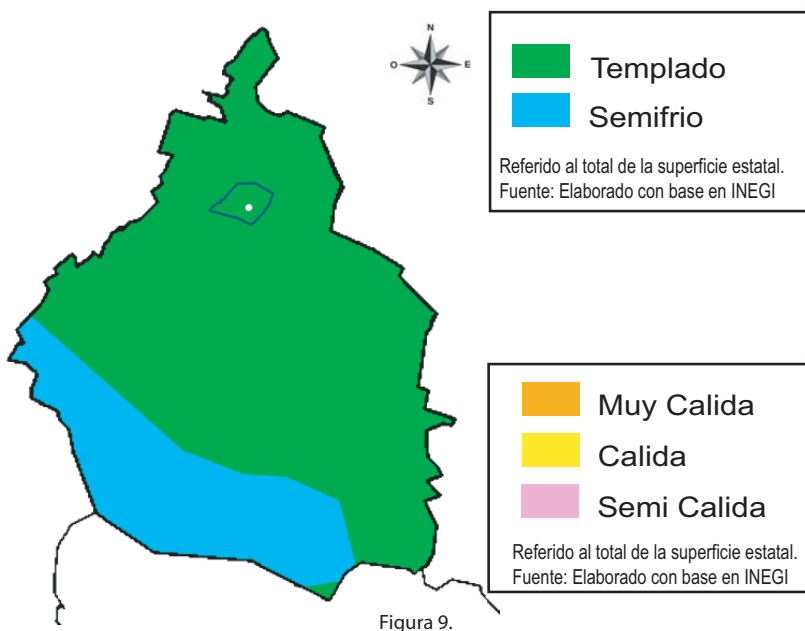 N
O
E
S
Templado
Semifrio
Referido al total de la superficie estatal.
Fuente: Elaborado con base en INEGI
Muy Calida
Calida
Semi Calida
Referido al total de la superficie estatal.
Fuente: Elaborado con base en INEGI
Figura 9.